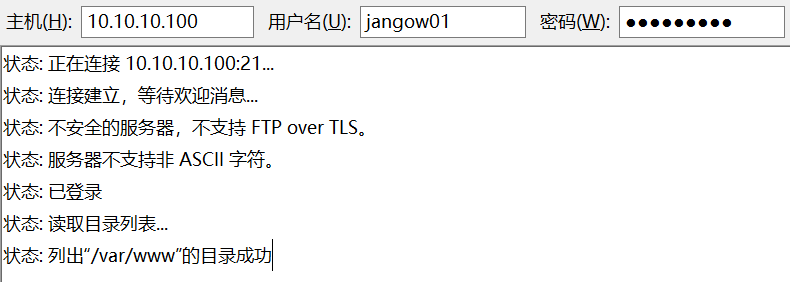 主机(H): 10.10.10.100 用户名(U): jangow01 密码(W): ●●●●●●●●●
状态: 正在连接 10.10.10.100:21...
状态: 连接建立，等待欢迎消息...
状态: 不安全的服务器，不支持 FTP over TLS。
状态: 服务器不支持非 ASCII 字符。
状态: 已登录
状态: 读取目录列表...
状态: 列出“/var/www”的目录成功